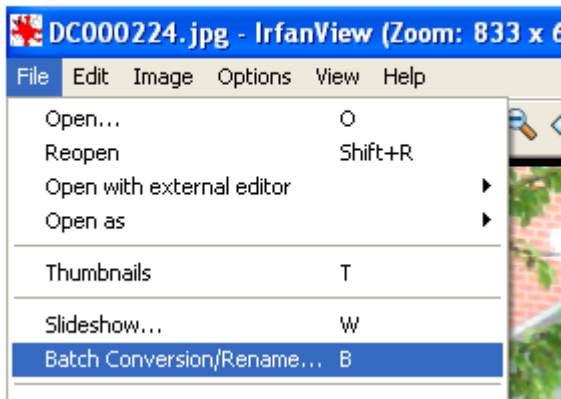 DC000224.jpg - IrfanView (Zoom: 833 x 6
File Edit Image Options View Help
Open... O
Reopen Shift+R
Open with external editor
Open as
Thumbnails T
Slideshow... W
Batch Conversion/Rename... B